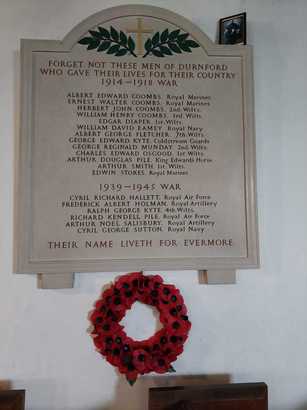 FORGET NOT THESE MEN OF DURNFORD
WHO GAVE THEIR LIVES FOR THEIR COUNTRY
1914-1918 WAR
ALBERT EDWARD COOMBS. Royal Marines
ERNEST WALTER COOMBS. Royal Marines
HERBERT JOHN COOMBS. 2nd.Wilts.
WILLIAM HENRY COOMBS. 3rd Wilts.
EDGAR DIAPER. 1st Wilts.
WILLIAM DAVID EAMEY. Royal Navy
ALBERT GEORGE FLETCHER. 7th Wilts.
GEORGE EDWARD KYTE. Coldstream Guards
GEORGE REGINALD MUNDAY. 2nd Wilts.
CHARLES EDWARD OSGOOD. 1st Wilts.
ARTHUR DOUGLAS PILE. King Edwards Horse
ARTHUR SMITH. 1st Wilts.
EDWIN STOKES. Royal Marines
1939-1945 WAR
CYRIL RICHARD HALLETT. Royal Air Force
FREDERICK ALBERT HOLMAN. Royal Artillery
RALPH GEORGE KYTE. 4th Wilts.
RICHARD KENDELL PILE. Royal Air Force
ARTHUR NOEL SALISBURY. Royal Artillery
CYRIL GEORGE SUTTON. Royal Navy
THEIR NAME LIVETH FOR EVERMORE.